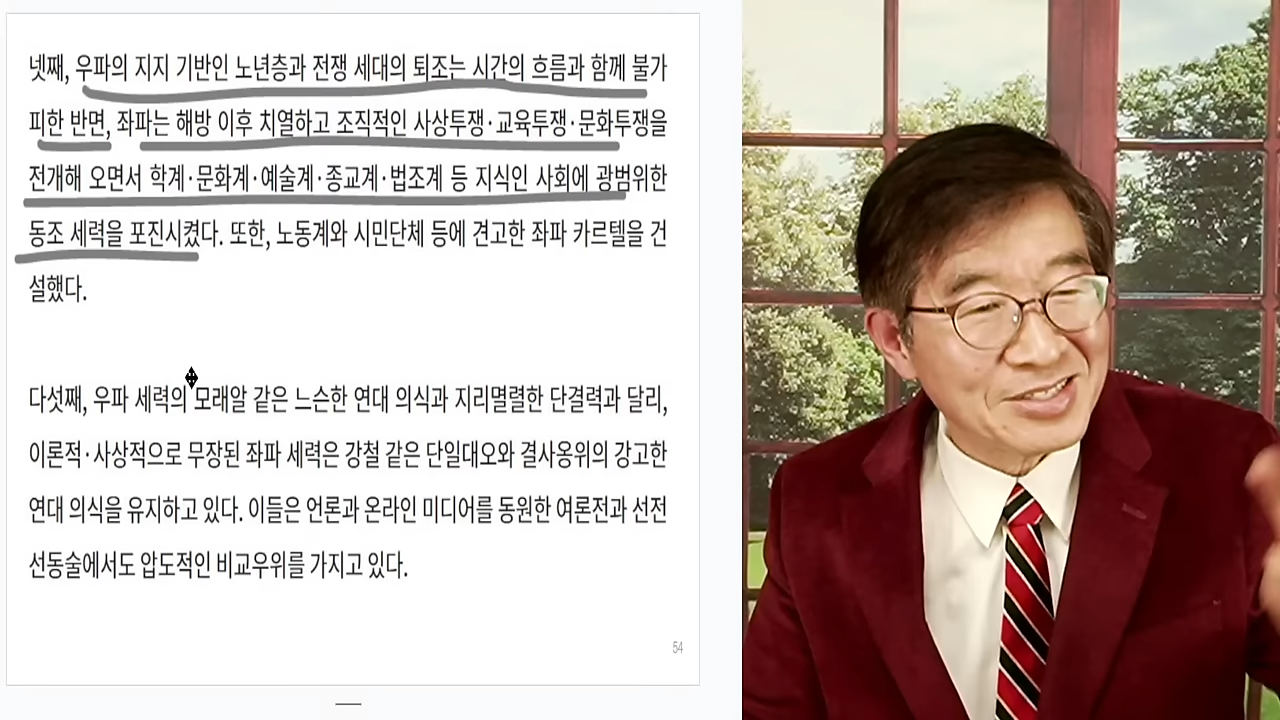 넷째, 우파의 지지 기반인 노년층과 전쟁 세대의 퇴조는 시간의 흐름과 함께 불가
피한 반면, 좌파는 해방 이후 치열하고 조직적인 사상투쟁·교육투쟁·문화투쟁을
전개해 오면서 학계·문화계·예술계·종교계·법조계 등 지식인 사회에 광범위한
동조 세력을 포진시켰다. 또한, 노동계와 시민단체 등에 견고한 좌파 카르텔을 건
설했다.
다섯째, 우파 세력의 모래알 같은 느슨한 연대 의식과 지리멸렬한 단결력과 달리,
이론적·사상적으로 무장된 좌파 세력은 강철 같은 단일대오와 결사옹위의 강고한
연대 의식을 유지하고 있다. 이들은 언론과 온라인 미디어를 동원한 여론전과 선전
선동술에서도 압도적인 비교우위를 가지고 있다.
54